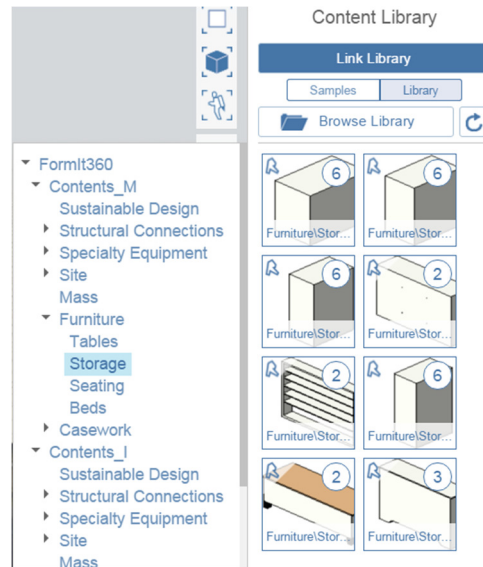 Content Library
Link Library
Samples Library
Browse Library
FormIt360
Contents_M
Sustainable Design
Structural Connections
Specialty Equipment
Site
Mass
Furniture
Tables
Storage
Seating
Beds
Casework
Contents_I
Sustainable Design
Structural Connections
Specialty Equipment
Site
Mass
6 6
Furniture\Stor... Furniture\Stor...
6 2
Furniture\Stor... Furniture\Stor...
2 6
Furniture\Stor... Furniture\Stor...
2 3
Furniture\Stor... Furniture\Stor...